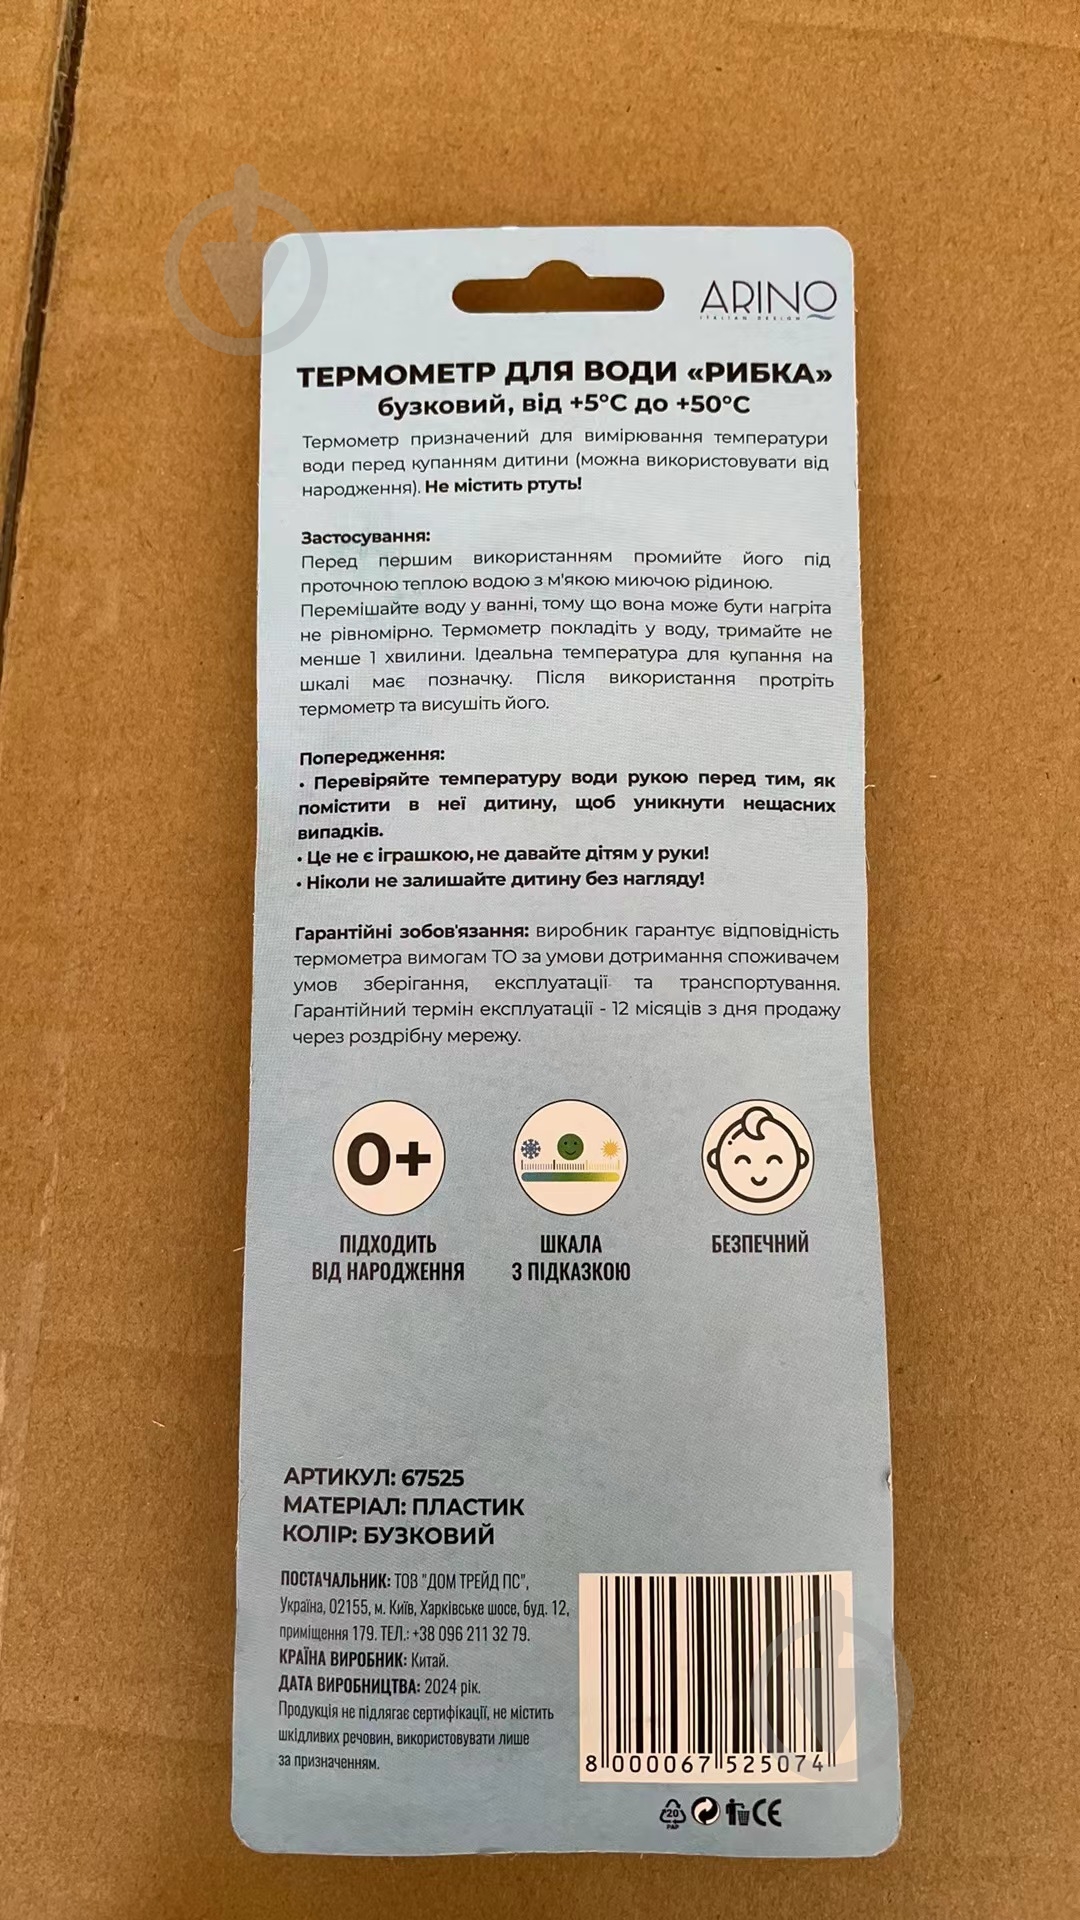 ARINO
ITALIAN DESIGN
ТЕРМОМЕТР ДЛЯ ВОДИ «РИБКА»
бузковий, від +5°C до +50°C
Термометр призначений для вимірювання температури
води перед купанням дитини (можна використовувати від
народження). Не містить ртуть!
Застосування:
Перед першим використанням промийте його під
проточною теплою водою з м'якою миючою рідиною.
Перемішайте воду у ванні, тому що вона може бути нагріта
не рівномірно. Термометр покладіть у воду, тримайте не
менше 1 хвилини. Ідеальна температура для купання на
шкалі має позначку. Після використання протріть
термометр та висушіть його.
Попередження:
• Перевіряйте температуру води рукою перед тим, як
помістити в неї дитину, щоб уникнути нещасних
випадків.
• Це не є іграшкою, не давайте дітям у руки!
• Ніколи не залишайте дитину без нагляду!
Гарантійні зобов'язання: виробник гарантує відповідність
термометра вимогам ТО за умови дотримання споживачем
умов зберігання, експлуатації та транспортування.
Гарантійний термін експлуатації - 12 місяців з дня продажу
через роздрібну мережу.
0+
ПІДХОДИТЬ
ВІД НАРОДЖЕННЯ
ШКАЛА
З ПІДКАЗКОЮ
БЕЗПЕЧНИЙ
АРТИКУЛ: 67525
МАТЕРІАЛ: ПЛАСТИК
КОЛІР: БУЗКОВИЙ
ПОСТАЧАЛЬНИК: ТОВ "ДОМ ТРЕЙД ПС",
Україна, 02155, м. Київ, Харківське шосе, буд. 12,
приміщення 179. ТЕЛ.: +38 096 211 32 79.
КРАЇНА ВИРОБНИК: Китай.
ДАТА ВИРОБНИЦТВА: 2024 рік.
Продукція не підлягає сертифікації, не містить
шкідливих речовин, використовувати лише
за призначенням.
8 000067 525074
20
PAP
CE